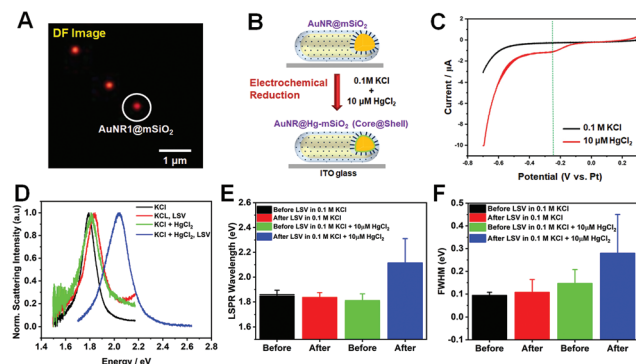 A
DF Image
AuNR1@mSiO2
1 µm
B
AuNR@mSiO2
Electrochemical
Reduction
0.1M KCl
+
10 µM HgCl2
AuNR@Hg-mSiO2 (Core@Shell)
ITO glass
C
Current / µA
2
0
-2
-4
-6
-8
-10
0.1 M KCl
10 µM HgCl2
-0.8
-0.4
0.0
Potential (V vs. Pt)
D
Norm. Scattering Intensity (a.u)
1.0
0.8
0.6
0.4
0.2
0.0
KCl
KCL, LSV
KCl + HgCl2
KCl + HgCl2, LSV
1.4 1.6 1.8 2.0 2.2 2.4 2.6 2.8
Energy / eV
E
LSPR Wavelength (eV)
2.6
2.4
2.2
2.0
1.8
1.6
Before LSV in 0.1 M KCl
After LSV in 0.1 M KCl
Before LSV in 0.1 M KCl + 10µM HgCl2
After LSV in 0.1 M KCl + 10µM HgCl2
Before After Before After
F
FWHM (eV)
0.5
0.4
0.3
0.2
0.1
0.0
-0.1
Before LSV in 0.1 M KCl
After LSV in 0.1 M KCl
Before LSV in 0.1 M KCl + 10µM HgCl2
After LSV in 0.1 M KCl + 10µM HgCl2
Before After Before After